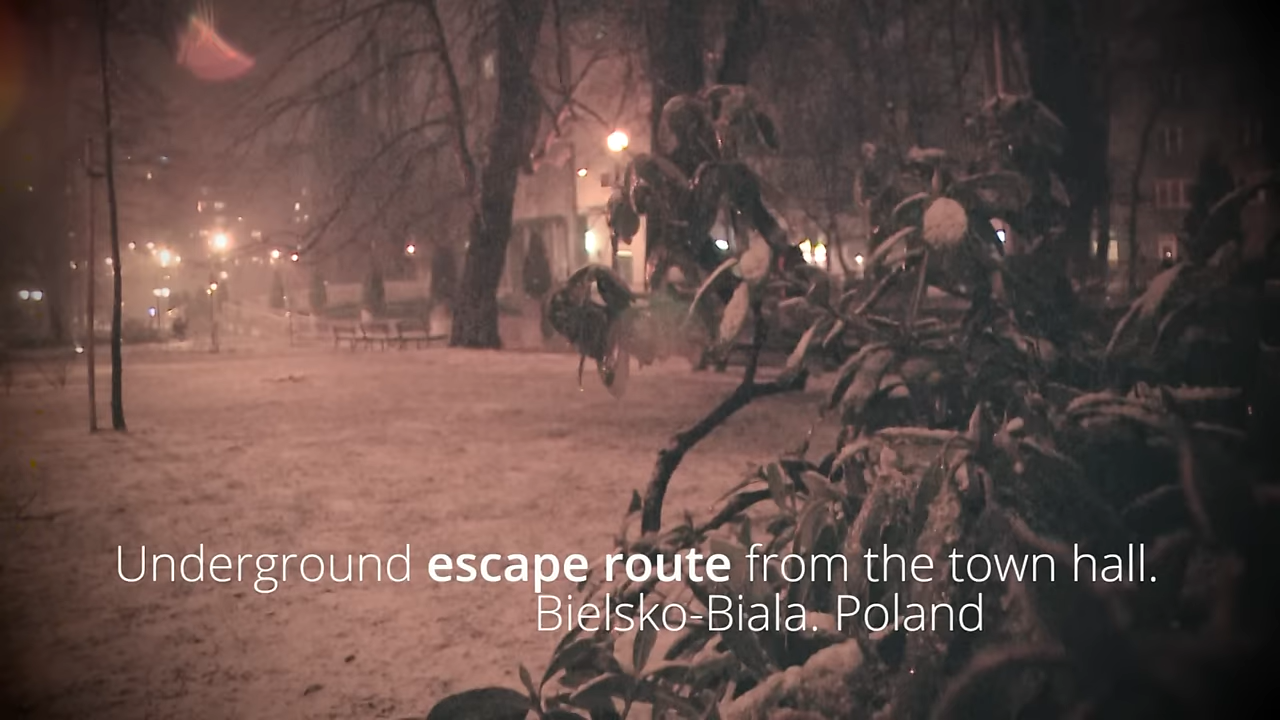 Underground escape route from the town hall.
Bielsko-Biala. Poland